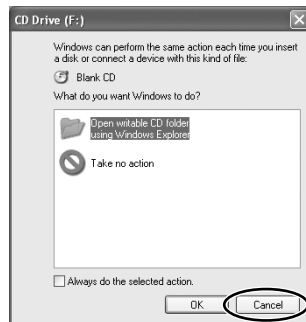 CD Drive (F:)
Windows can perform the same action each time you insert
a disk or connect a device with this kind of file:
Blank CD
What do you want Windows to do?
Open writable CD folder
using Windows Explorer
Take no action
Always do the selected action.
OK
Cancel